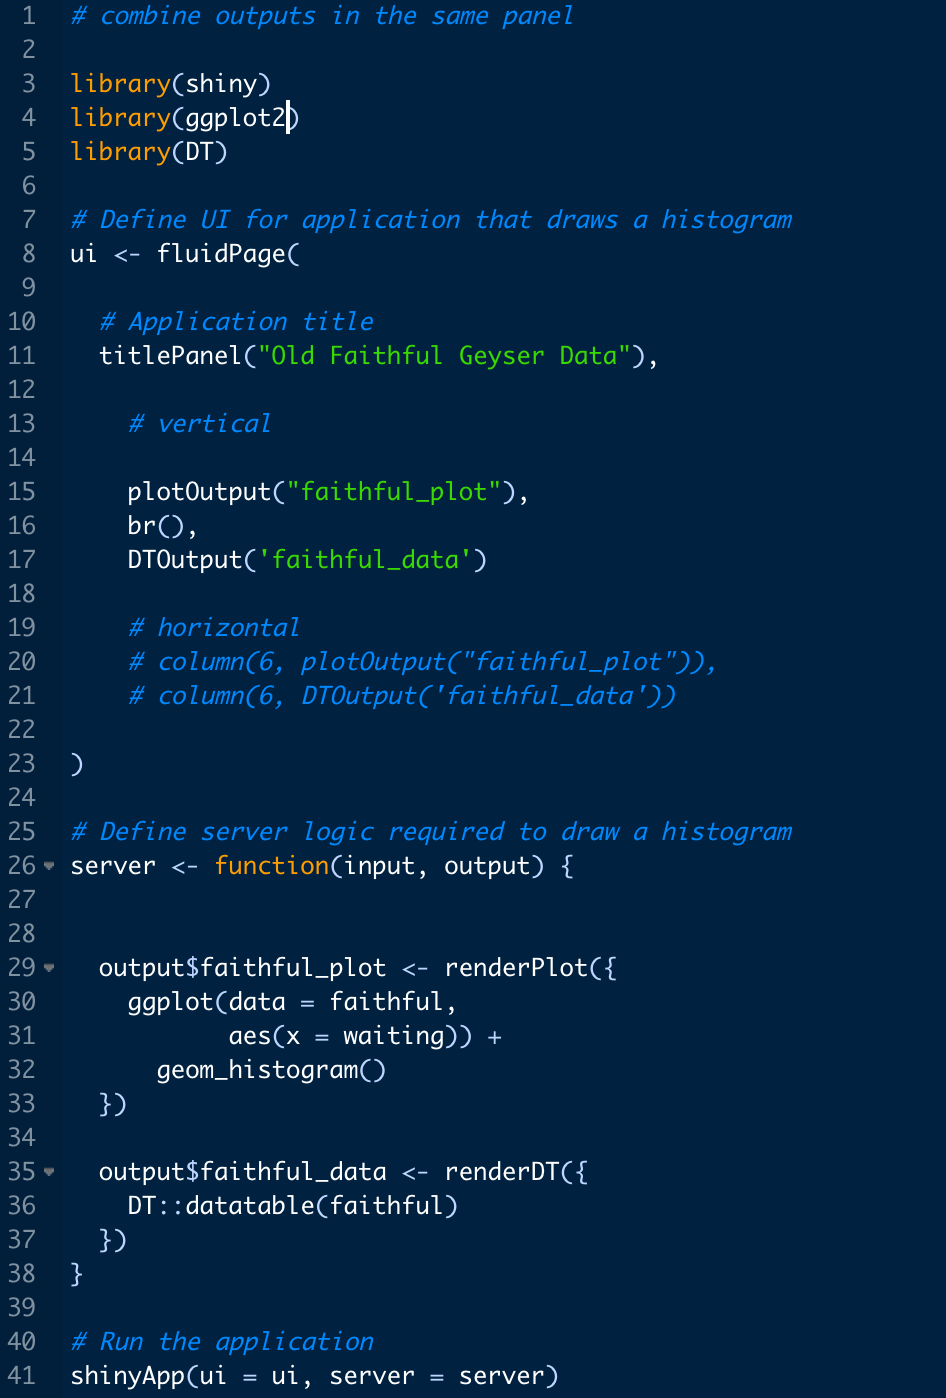 1 # combine outputs in the same panel
2
3 library(shiny)
4 library(ggplot2)
5 library(DT)
6
7 # Define UI for application that draws a histogram
8 ui <- fluidPage(
9
10   # Application title
11   titlePanel("Old Faithful Geyser Data"),
12
13     # vertical
14
15     plotOutput("faithful_plot"),
16     br(),
17     DTOutput('faithful_data')
18
19     # horizontal
20     # column(6, plotOutput("faithful_plot")),
21     # column(6, DTOutput('faithful_data'))
22
23 )
24
25 # Define server logic required to draw a histogram
26 server <- function(input, output) {
27
28
29   output$faithful_plot <- renderPlot({
30     ggplot(data = faithful,
31            aes(x = waiting)) +
32       geom_histogram()
33   })
34
35   output$faithful_data <- renderDT({
36     DT::datatable(faithful)
37   })
38 }
39
40 # Run the application
41 shinyApp(ui = ui, server = server)